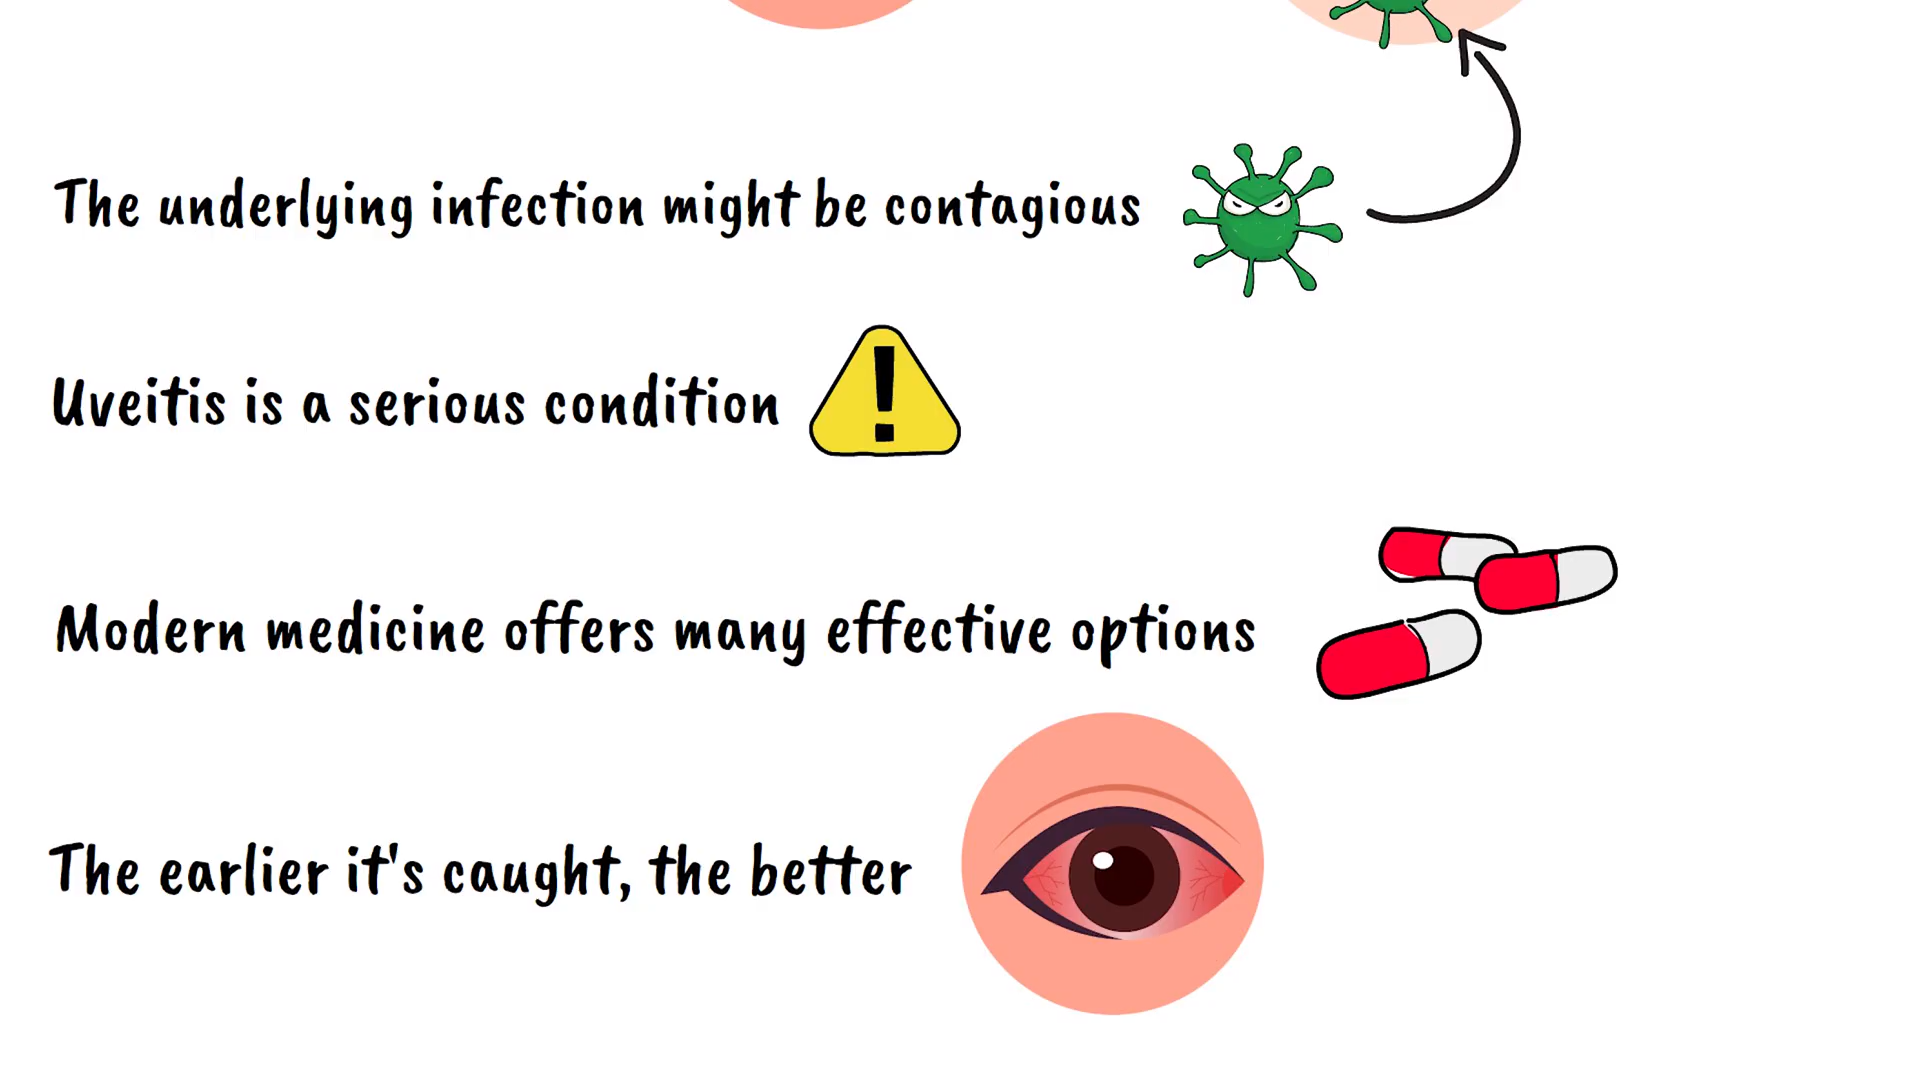 The underlying infection might be contagious
Uveitis is a serious condition
Modern medicine offers many effective options
The earlier it's caught, the better